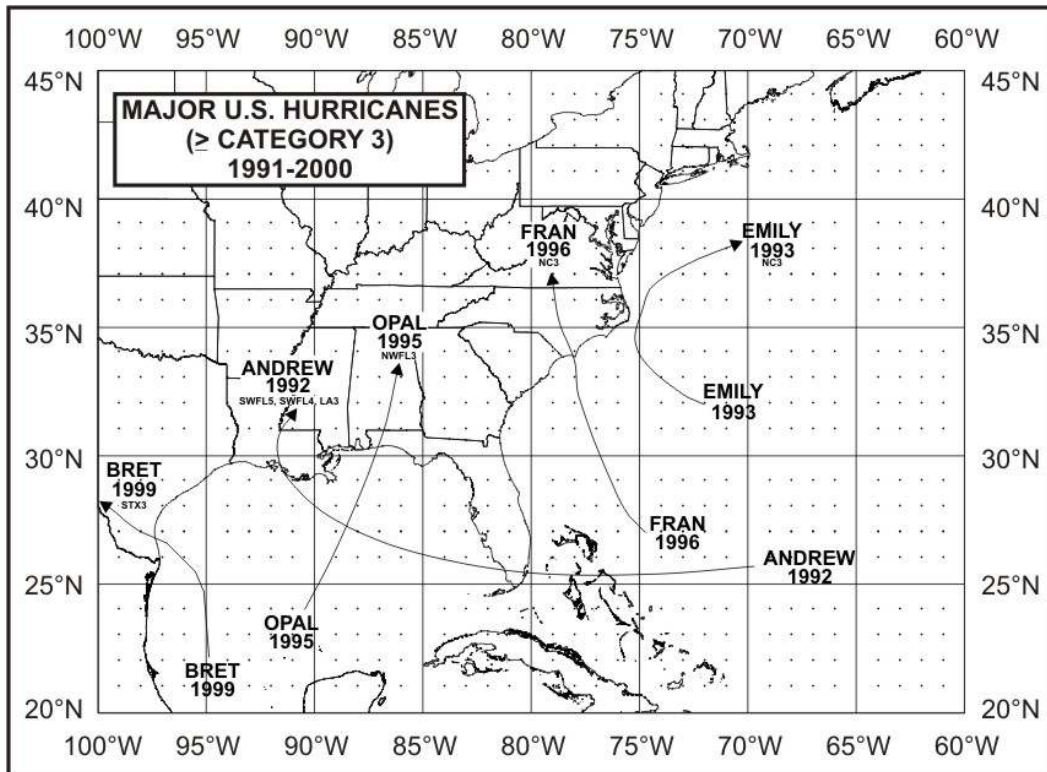 100°W 95°W 90°W 85°W 80°W 75°W 70°W 65°W 60°W
45°N 45°N
MAJOR U.S. HURRICANES
(≥ CATEGORY 3)
1991-2000
40°N 40°N
FRAN
1996
NC3
EMILY
1993
NC3
35°N 35°N
OPAL
1995
NWFL3
ANDREW
1992
SWFL5, SWFL4, LA3
EMILY
1993
30°N 30°N
BRET
1999
STX3
FRAN
1996
ANDREW
1992
25°N 25°N
OPAL
1995
BRET
1999
20°N 20°N
100°W 95°W 90°W 85°W 80°W 75°W 70°W 65°W 60°W